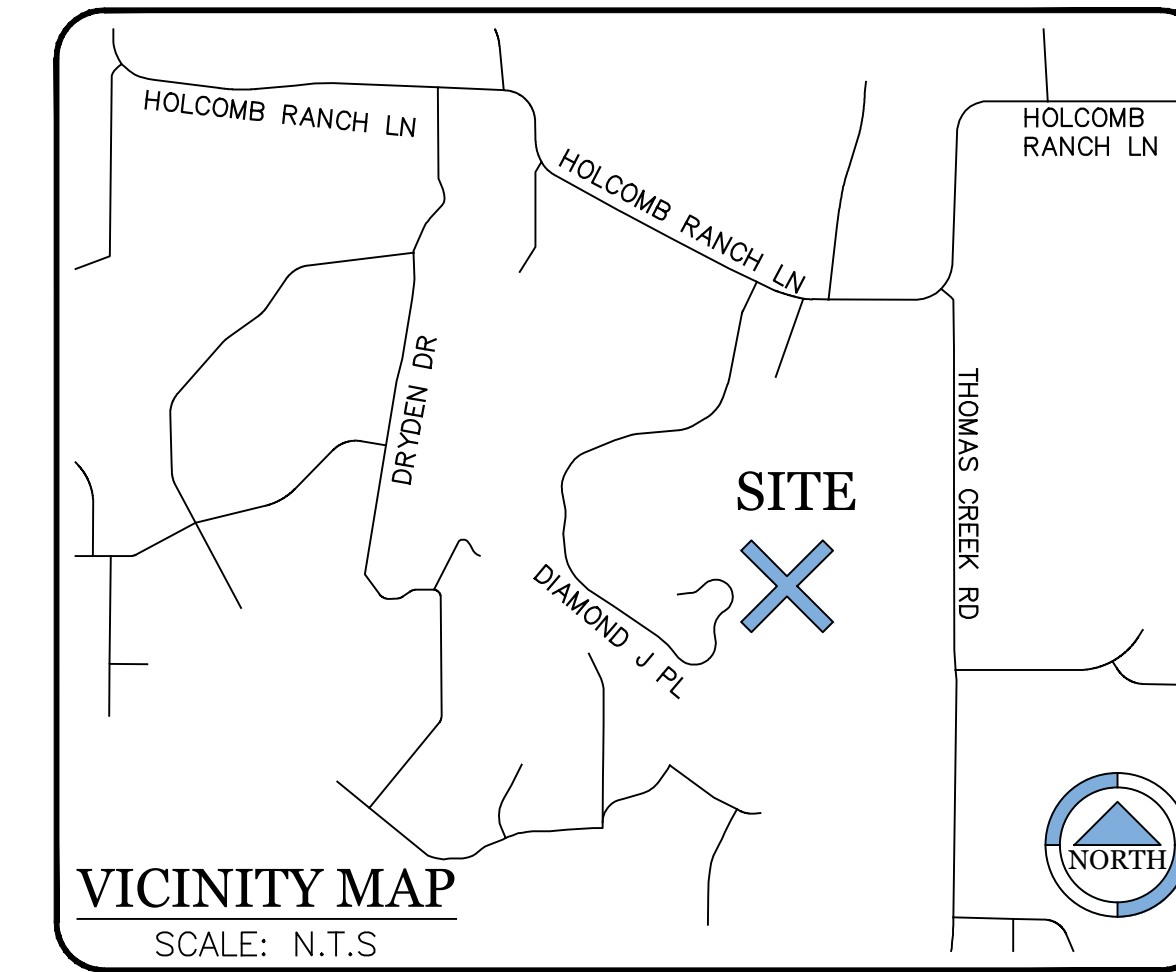 HOLCOMB RANCH LN
HOLCOMB
RANCH LN
HOLCOMB RANCH LN
DRYDEN DR
THOMAS CREEK RD
SITE
DIAMOND J PL
NORTH
VICINITY MAP
SCALE: N.T.S